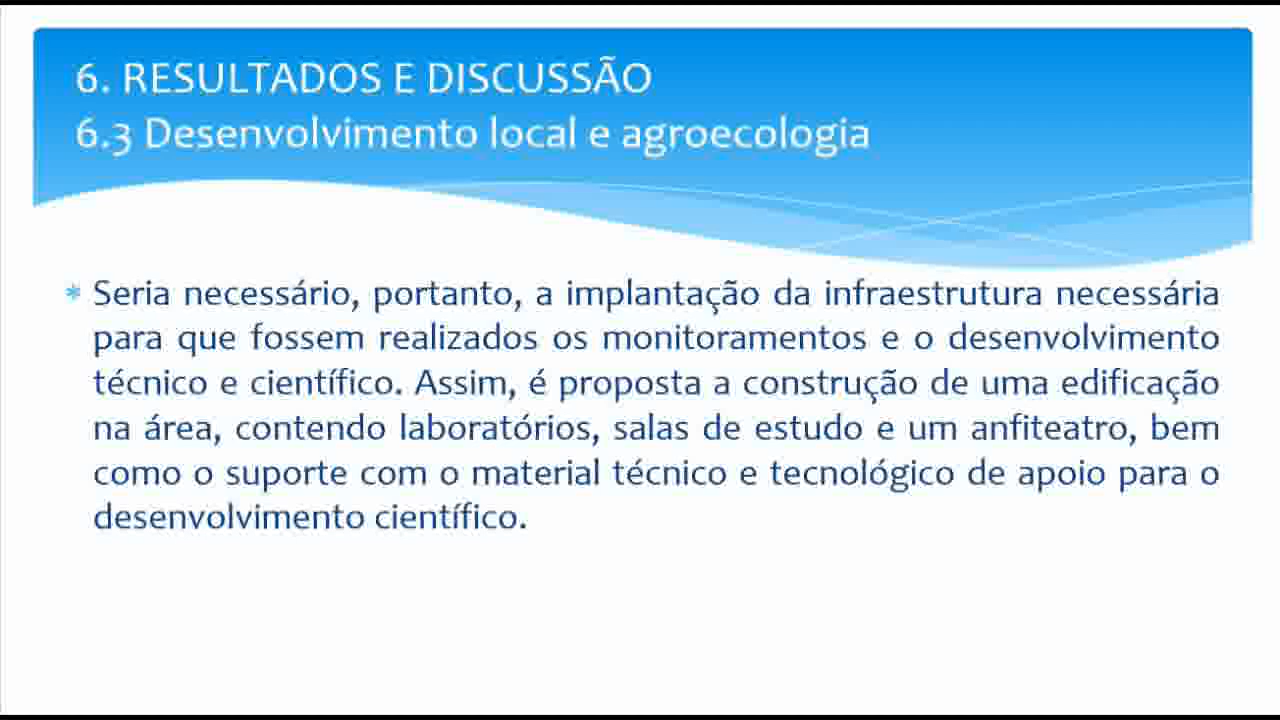 6. RESULTADOS E DISCUSSÃO
6.3 Desenvolvimento local e agroecologia
* Seria necessário, portanto, a implantação da infraestrutura necessária
para que fossem realizados os monitoramentos e o desenvolvimento
técnico e científico. Assim, é proposta a construção de uma edificação
na área, contendo laboratórios, salas de estudo e um anfiteatro, bem
como o suporte com o material técnico e tecnológico de apoio para o
desenvolvimento científico.